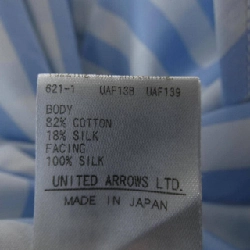 621-1 UAF138 UAF139
BODY
82% COTTON
18% SILK
FACING
100% SILK
UNITED ARROWS LTD.
MADE IN JAPAN